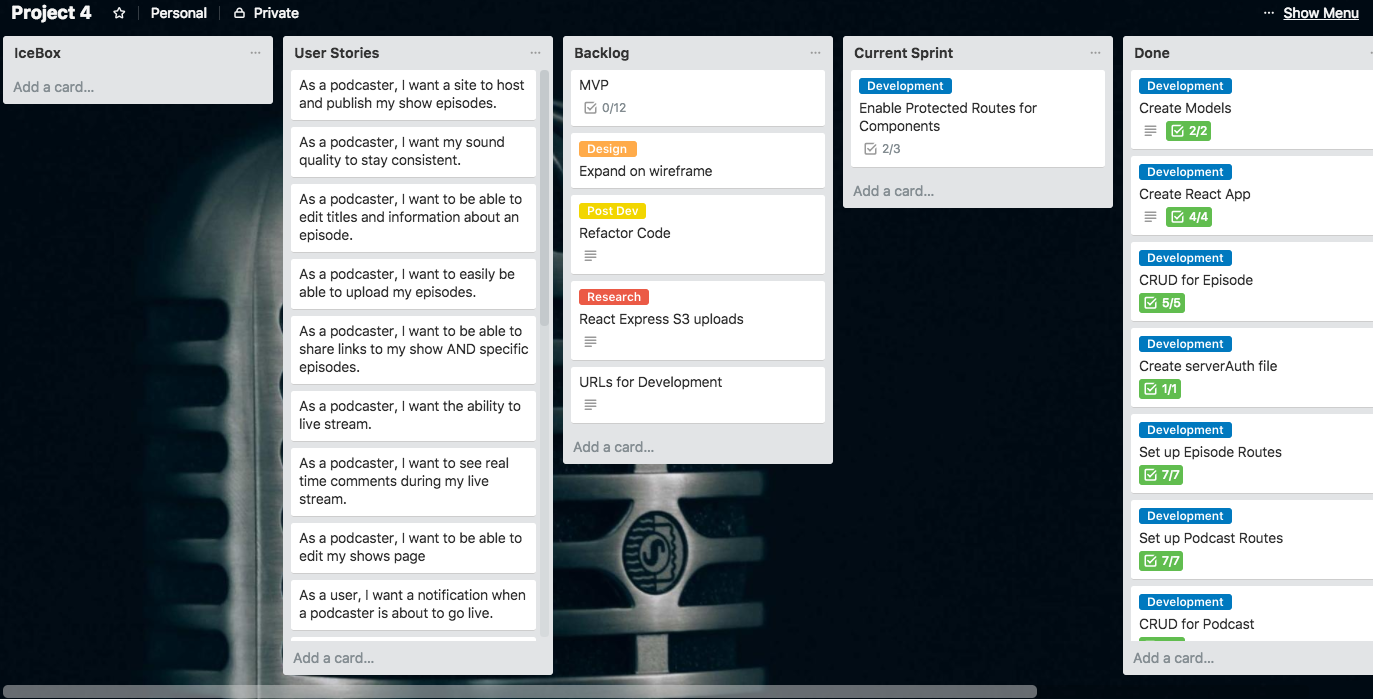 Project 4
Personal
Private
Show Menu
IceBox
Add a card...
User Stories
As a podcaster, I want a site to host
and publish my show episodes.
As a podcaster, I want my sound
quality to stay consistent.
As a podcaster, I want to be able to
edit titles and information about an
episode.
As a podcaster, I want to easily be
able to upload my episodes.
As a podcaster, I want to be able to
share links to my show AND specific
episodes.
As a podcaster, I want the ability to
live stream.
As a podcaster, I want to see real
time comments during my live
stream.
As a podcaster, I want to be able to
edit my shows page
As a user, I want a notification when
a podcaster is about to go live.
Add a card...
Backlog
MVP
0/12
Design
Expand on wireframe
Post Dev
Refactor Code
Research
React Express S3 uploads
URLs for Development
Add a card...
Current Sprint
Development
Enable Protected Routes for
Components
2/3
Add a card...
Done
Development
Create Models
2/2
Development
Create React App
4/4
Development
CRUD for Episode
5/5
Development
Create serverAuth file
1/1
Development
Set up Episode Routes
7/7
Development
Set up Podcast Routes
7/7
Development
CRUD for Podcast
Add a card...